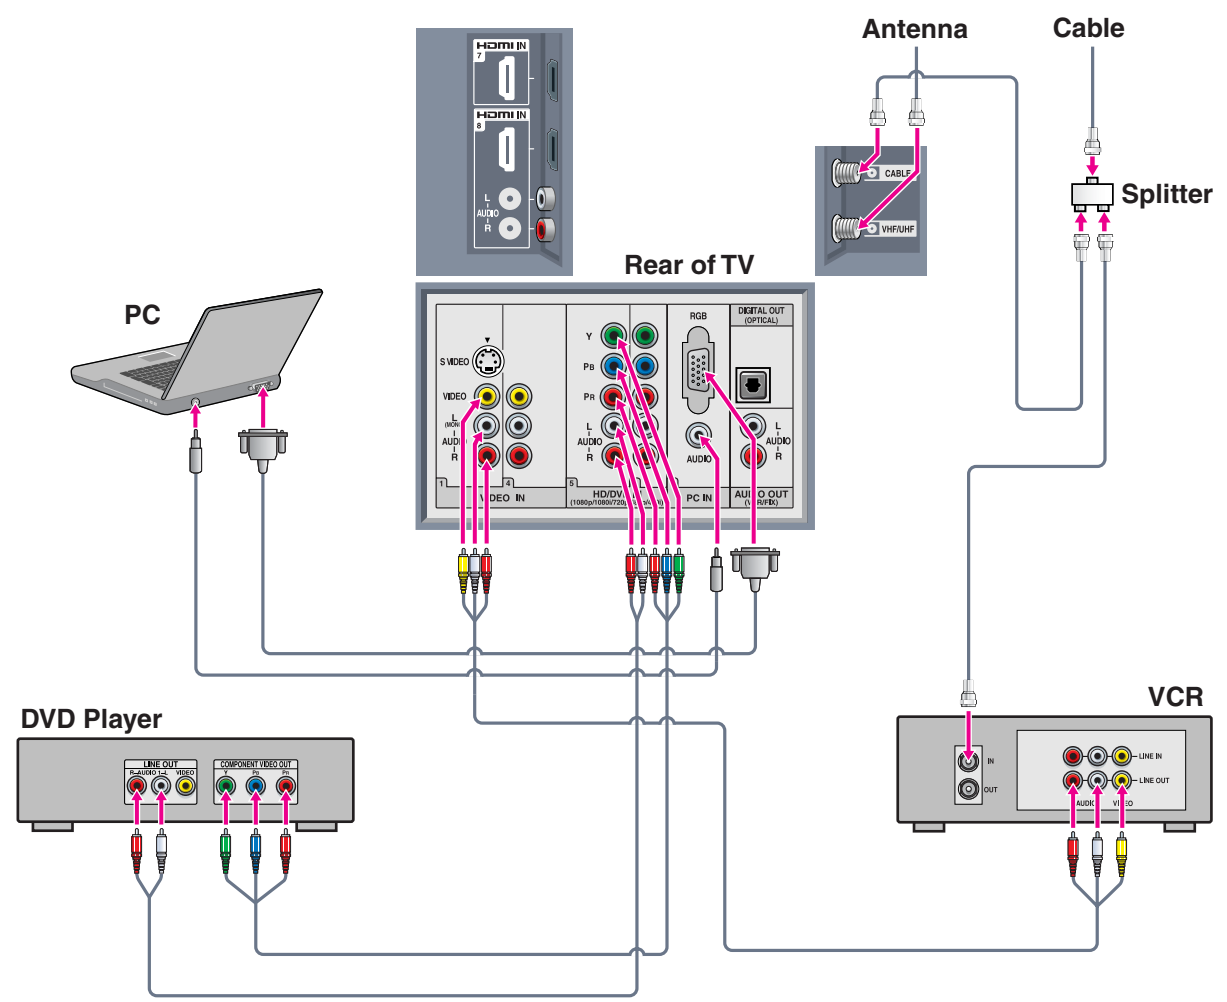 Antenna
Cable
HDMI IN
7
HDMI IN
8
L
AUDIO
R
CABLE
VHF/UHF
Splitter
Rear of TV
PC
S VIDEO
VIDEO
L
(MONO)
AUDIO
R
1
4
VIDEO IN
Y
PB
PR
L
AUDIO
R
5
HD/DVD IN
RGB
AUDIO
PC IN
DIGITAL OUT
(OPTICAL)
L
AUDIO
R
AUDIO OUT
(VAR/FIX)
DVD Player
LINE OUT
R–AUDIO 1–L VIDEO
COMPONENT VIDEO OUT
Y PB PR
VCR
IN
OUT
LINE IN
LINE OUT
AUDIO VIDEO